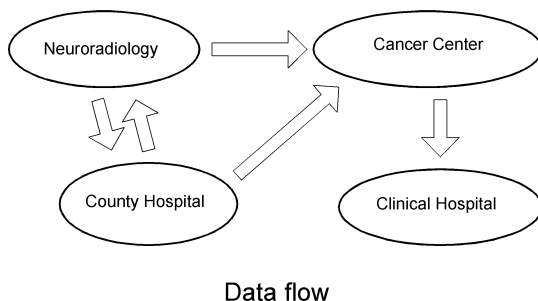 Neuroradiology
Cancer Center
County Hospital
Clinical Hospital
Data flow